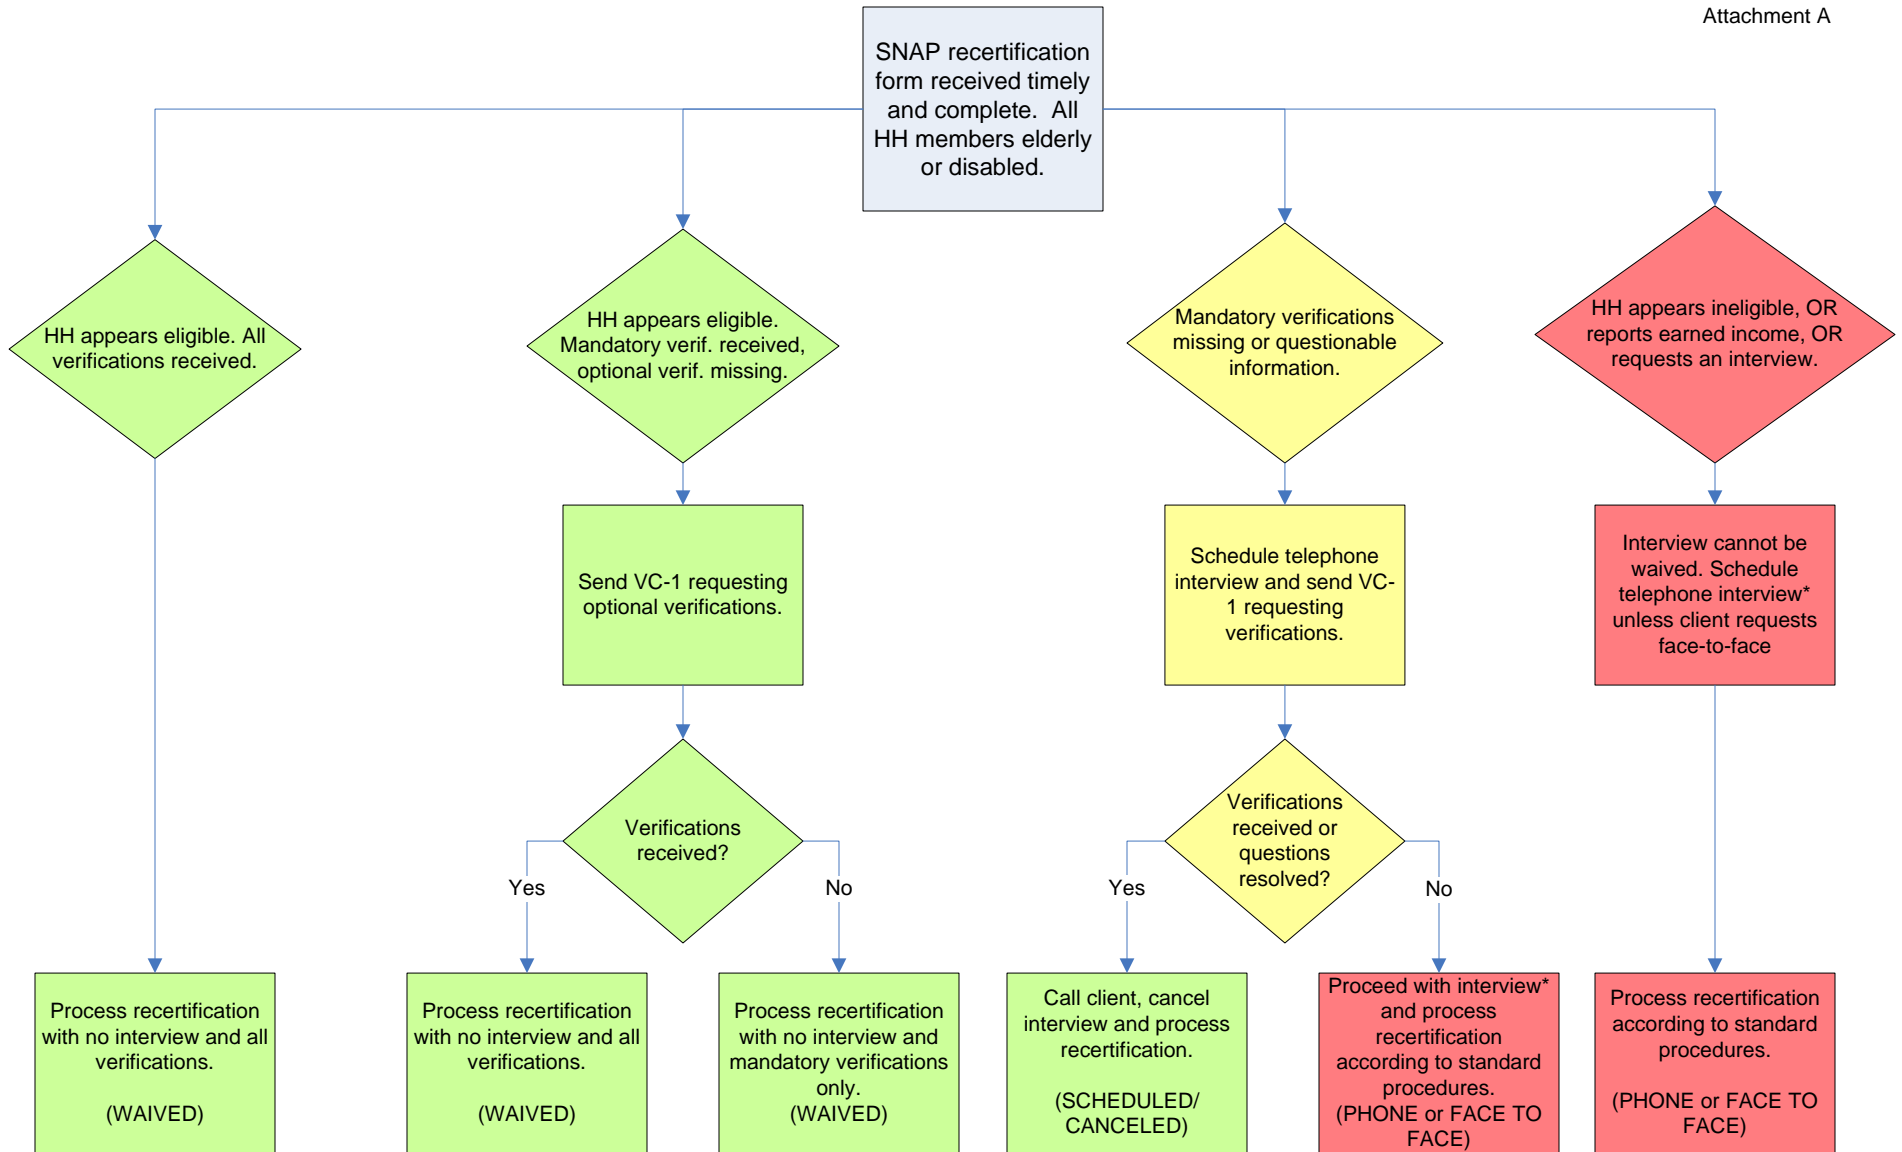 Attachment A
SNAP recertification
form received timely
and complete.  All
HH members elderly
or disabled.
HH appears eligible. All
verifications received.
HH appears eligible.
Mandatory verif. received,
optional verif. missing.
Mandatory verifications
missing or questionable
information.
HH appears ineligible, OR
reports earned income, OR
requests an interview.
Send VC-1 requesting
optional verifications.
Schedule telephone
interview and send VC-
1 requesting
verifications.
Interview cannot be
waived. Schedule
telephone interview*
unless client requests
face-to-face
Verifications
received?
Verifications
received or
questions
resolved?
Yes
No
Yes
No
Process recertification
with no interview and all
verifications.
(WAIVED)
Process recertification
with no interview and all
verifications.
(WAIVED)
Process recertification
with no interview and
mandatory verifications
only.
(WAIVED)
Call client, cancel
interview and process
recertification.
(SCHEDULED/
CANCELED)
Proceed with interview*
and process
recertification
according to standard
procedures.
(PHONE or FACE TO
FACE)
Process recertification
according to standard
procedures.
(PHONE or FACE TO
FACE)